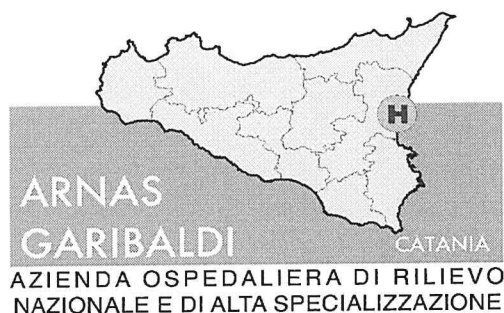 H
ARNAS
GARIBALDI
CATANIA
AZIENDA OSPEDALIERA DI RILIEVO
NAZIONALE E DI ALTA SPECIALIZZAZIONE